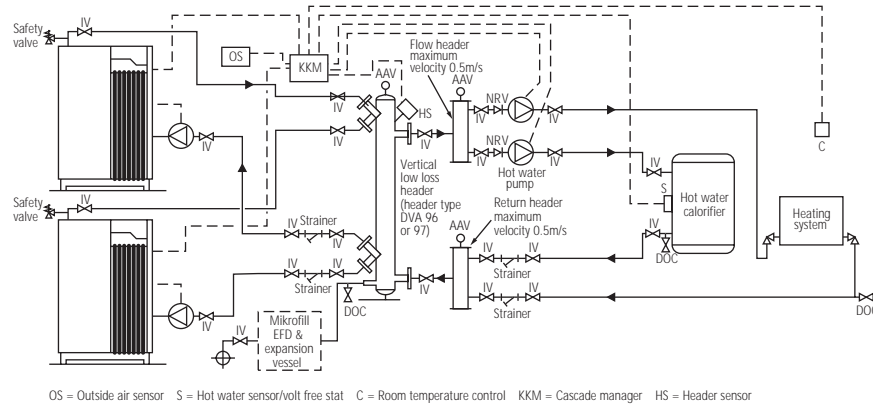 Safety
valve
IV
OS
KKM
AAV
Flow header
maximum
velocity 0.5m/s
AAV
IV
HS
IV
NRV
IV
IV
IV
IV
NRV
IV
IV
Hot water
pump
C
IV
S
Hot water
calorifier
Vertical
low loss
header
(header type
DVA 96
or 97)
Safety
valve
IV
Return header
maximum
velocity 0.5m/s
AAV
Heating
system
IV
Strainer
IV
IV
DOC
IV
IV
Strainer
IV
IV
Strainer
IV
IV
IV
IV
Strainer
DOC
DOC
IV
Mikrofill
EFD &
expansion
vessel
IV
OS = Outside air sensor S = Hot water sensor/volt free stat C = Room temperature control KKM = Cascade manager HS = Header sensor